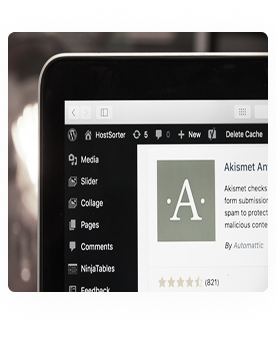 HostSorter 5 0 New Delete Cache
Media
Slider
Collage
Pages
Comments
NinjaTables
Feedback
·A·
Akismet An
Akismet checks
form submission
spam to protect
malicious conte
By Automattic
(821)